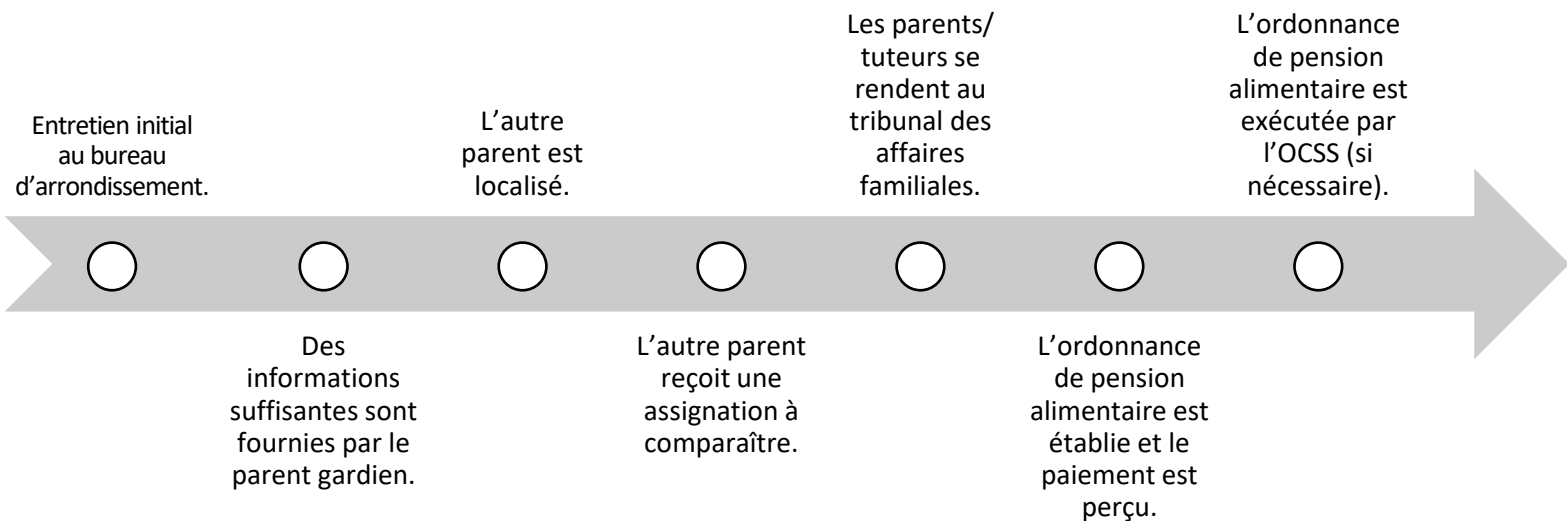 Entretien initial
au bureau
d'arrondissement.
Des
informations
suffisantes sont
fournies par le
parent gardien.
L'autre
parent est
localisé.
L'autre parent
reçoit une
assignation à
comparaître.
Les parents/
tuteurs se
rendent au
tribunal des
affaires
familiales.
L'ordonnance
de pension
alimentaire est
établie et le
paiement est
perçu.
L'ordonnance
de pension
alimentaire est
exécutée par
l'OCSS (si
nécessaire).